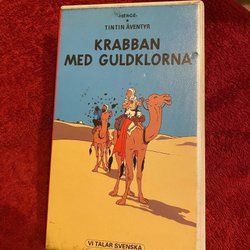 HERGÉ:
TINTIN ÄVENTYR
KRABBAN
MED GULDKLORNA
VI TALAR SVENSKA